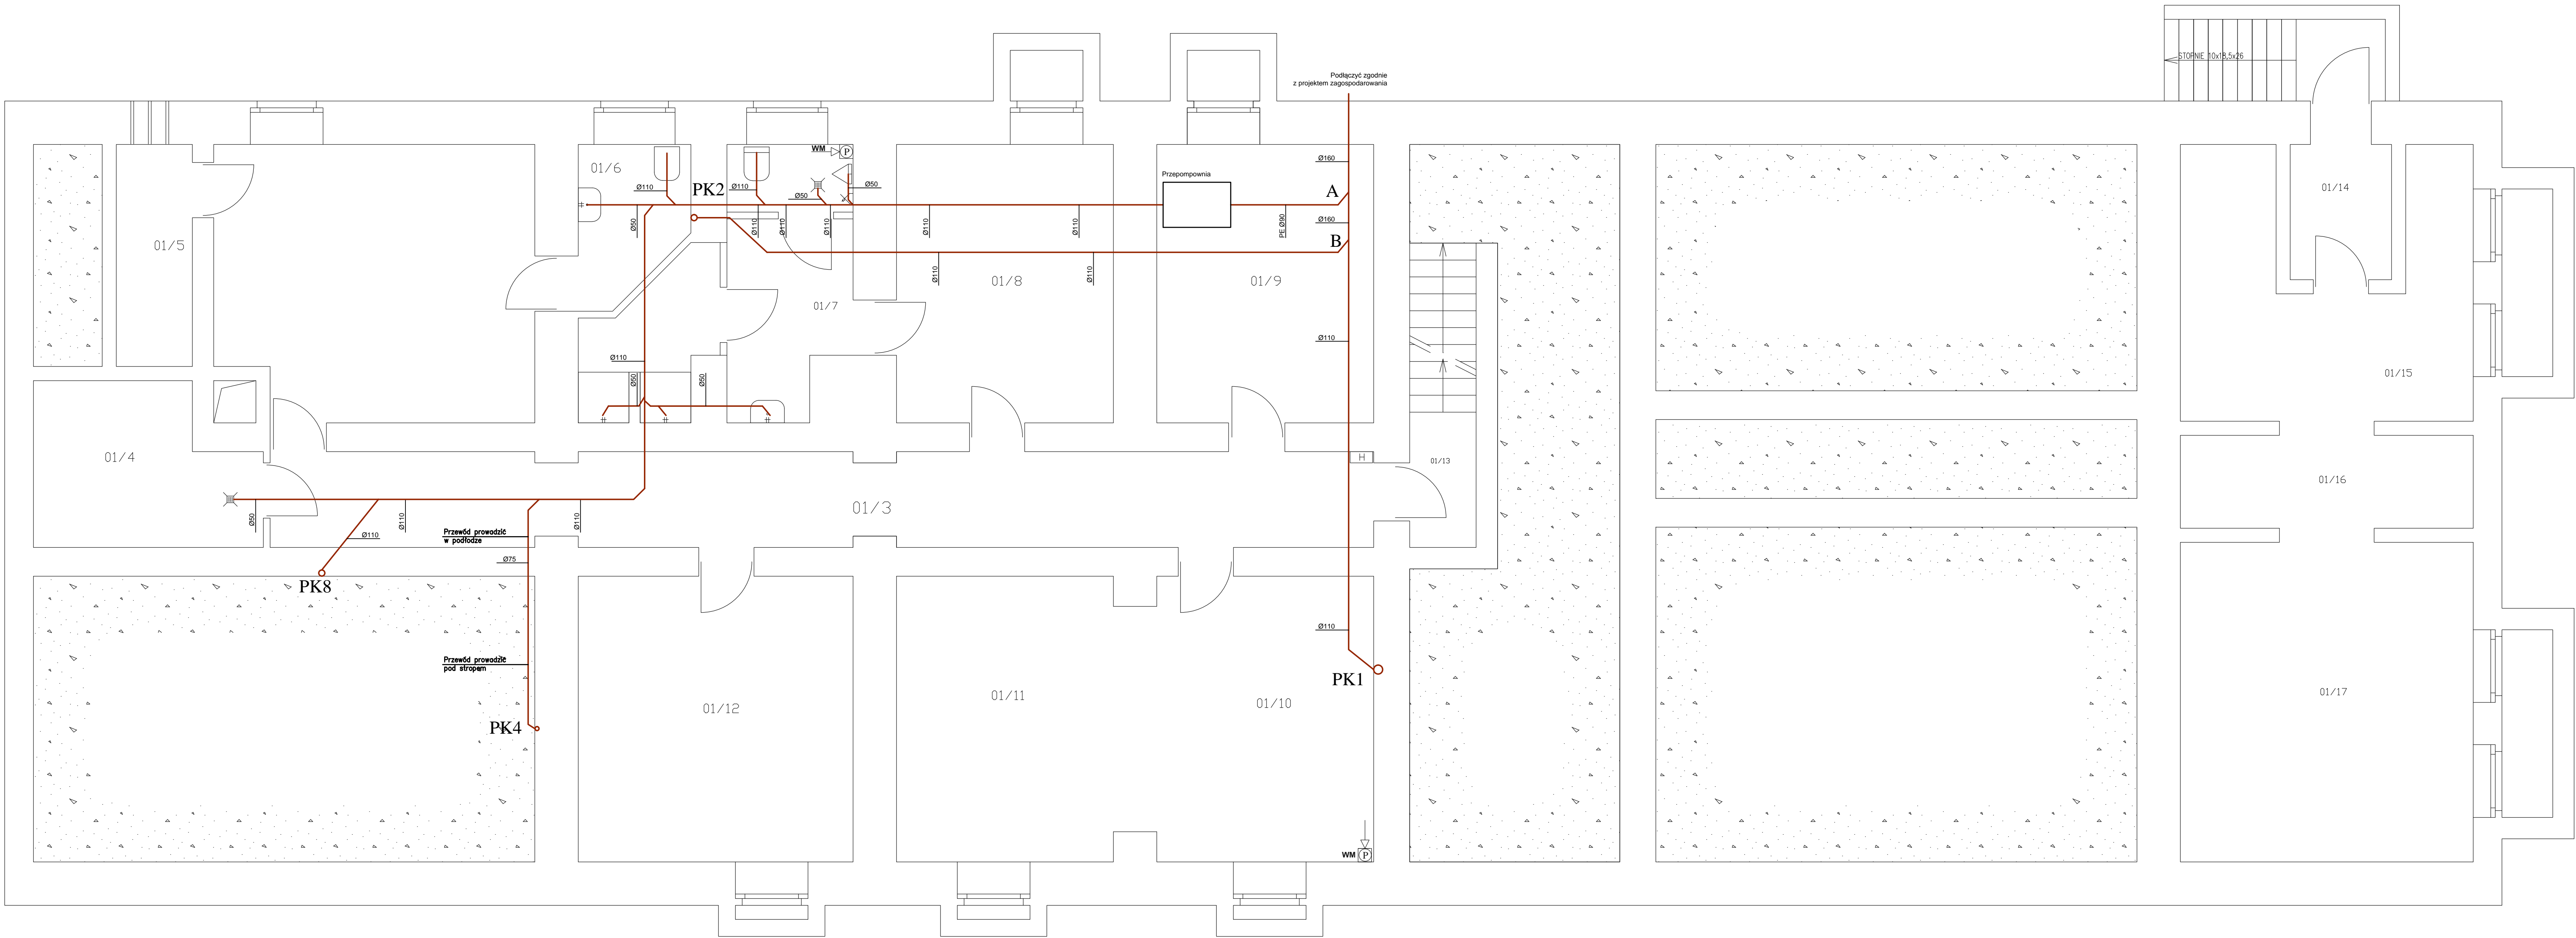 STOPNIE 10x18,5x26
Podłączyć zgodnie
z projektem zagospodarowania
WM
P
01/6
Ø160
Przepompownia
Ø110
PK2
Ø110
Ø50
Ø50
A
01/14
Ø50
Ø110
Ø110
Ø110
Ø110
Ø110
PE Ø90
Ø160
B
01/5
Ø110
Ø110
01/8
01/9
01/7
Ø110
Ø110
01/15
Ø50
Ø50
01/4
H
01/13
01/16
01/3
Ø50
Ø110
Ø110
Przewód prowadzić
w podłodze
Ø110
Ø75
PK8
Ø110
Przewód prowadzić
pod stropem
PK1
01/17
01/11
01/10
01/12
PK4
WM
P